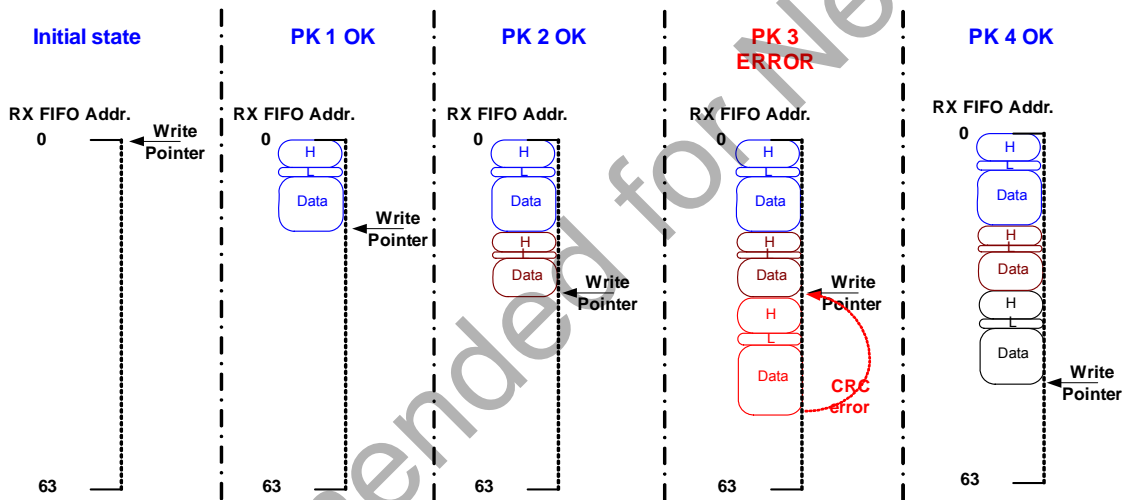 Initial state
RX FIFO Addr.
0
Write
Pointer
63
PK 1 OK
RX FIFO Addr.
0
H
L
Data
Write
Pointer
63
PK 2 OK
RX FIFO Addr.
0
H
L
Data
H
L
Data
Write
Pointer
63
PK 3
ERROR
RX FIFO Addr.
0
H
L
Data
H
L
Data
Write
Pointer
H
L
Data
CRC
error
63
PK 4 OK
RX FIFO Addr.
0
H
L
Data
H
L
Data
H
L
Data
Write
Pointer
63
ended for Ne